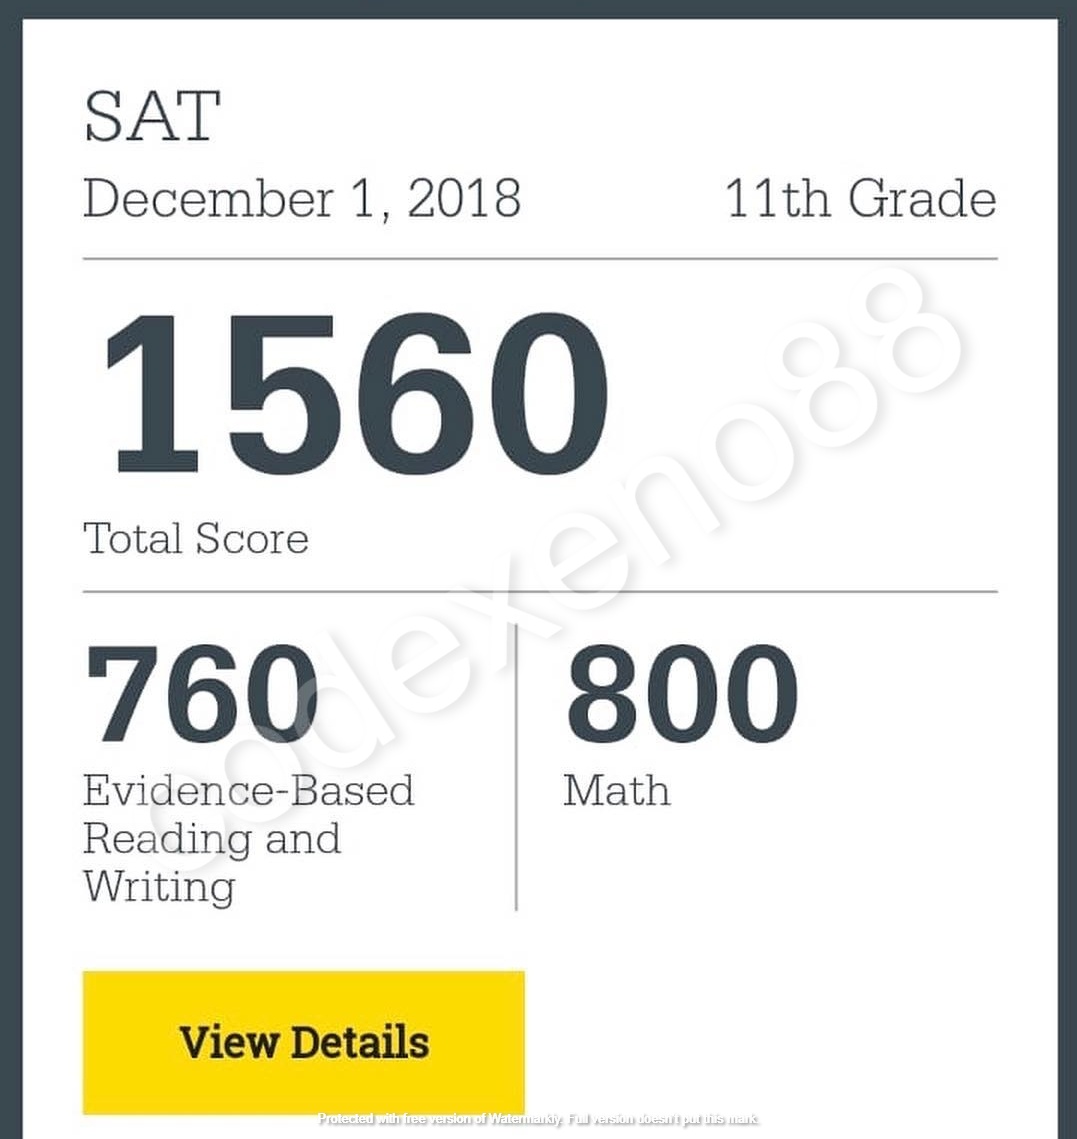 SAT
December 1, 2018 11th Grade
1560
Total Score
760 800
Evidence-Based Math
Reading and
Writing
codexeno88
View Details
Protected with free version of Watermarkly. Full version doesn't put this mark.